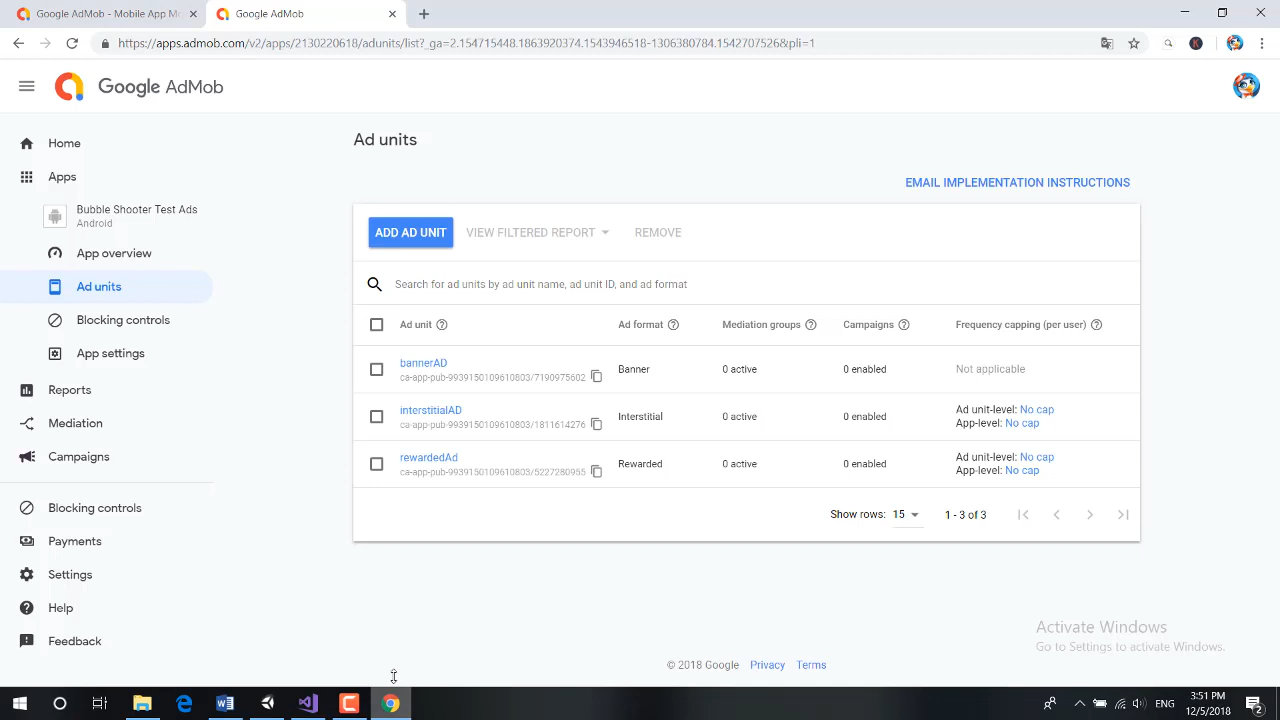 Google AdMob - Mobile App M
Google AdMob
https://apps.admob.com/v2/apps/2130220618/adunits/list?_ga=2.154715448.1863920374.1543946518-1306380784.1542707526&pli=1
Google AdMob
Home
Apps
Bubble Shooter Test Ads
Android
App overview
Ad units
Blocking controls
App settings
Reports
Mediation
Campaigns
Blocking controls
Payments
Settings
Help
Feedback
Ad units
EMAIL IMPLEMENTATION INSTRUCTIONS
ADD AD UNIT VIEW FILTERED REPORT REMOVE
Search for ad units by ad unit name, ad unit ID, and ad format
Ad unit Ad format Mediation groups Campaigns Frequency capping (per user)
bannerAD
ca-app-pub-9939150109610803/7190975602
Banner 0 active 0 enabled Not applicable
interstitialAD
ca-app-pub-9939150109610803/1811614276
Interstitial 0 active 0 enabled
Ad unit-level: No cap
App-level: No cap
rewardedAd
ca-app-pub-9939150109610803/5227280955
Rewarded 0 active 0 enabled
Ad unit-level: No cap
App-level: No cap
Show rows: 15 1 - 3 of 3
Activate Windows
Go to Settings to activate Windows.
© 2018 Google Privacy Terms
ENG
3:51 PM
12/5/2018
2